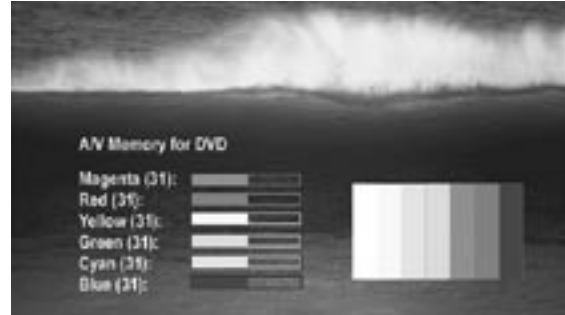 A/V Memory for DVD
Magenta (31):
Red (31):
Yellow (31):
Green (31):
Cyan (31):
Blue (31):